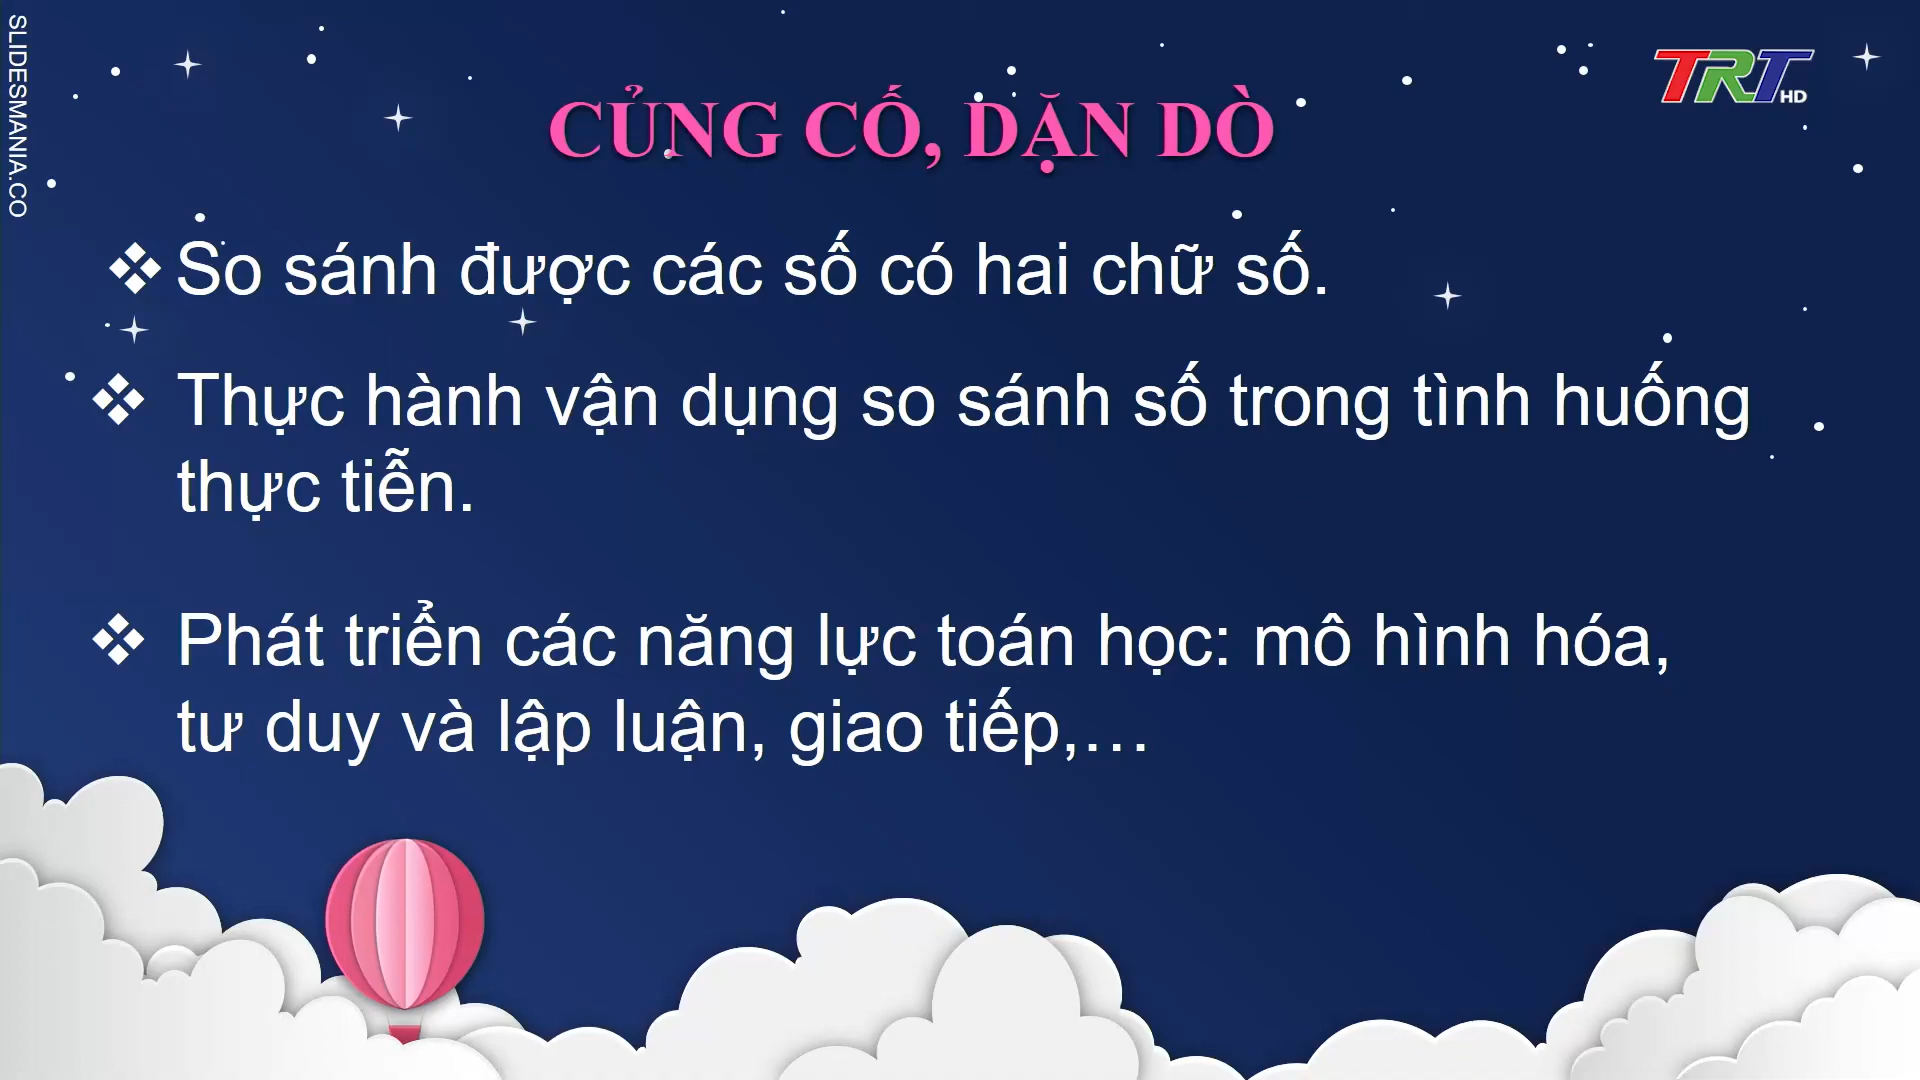 SLIDESMANIA.CO
TRT HD
CỦNG CỐ, DẶN DÒ
❖ So sánh được các số có hai chữ số.
❖ Thực hành vận dụng so sánh số trong tình huống
thực tiễn.
❖ Phát triển các năng lực toán học: mô hình hóa,
tư duy và lập luận, giao tiếp,…